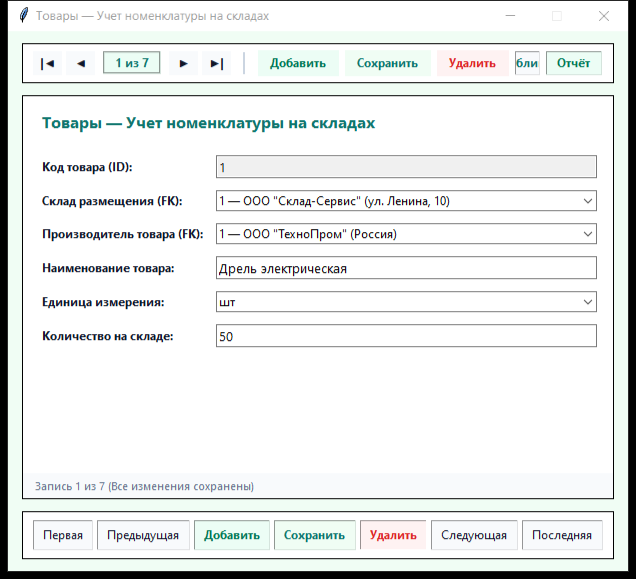 Товары — Учет номенклатуры на складах
1 из 7 Добавить Сохранить Удалить бли Отчёт
Товары — Учет номенклатуры на складах
Код товара (ID): 1
Склад размещения (FK): 1 — ООО "Склад-Сервис" (ул. Ленина, 10)
Производитель товара (FK): 1 — ООО "ТехноПром" (Россия)
Наименование товара: Дрель электрическая
Единица измерения: шт
Количество на складе: 50
Запись 1 из 7 (Все изменения сохранены)
Первая Предыдущая Добавить Сохранить Удалить Следующая Последняя